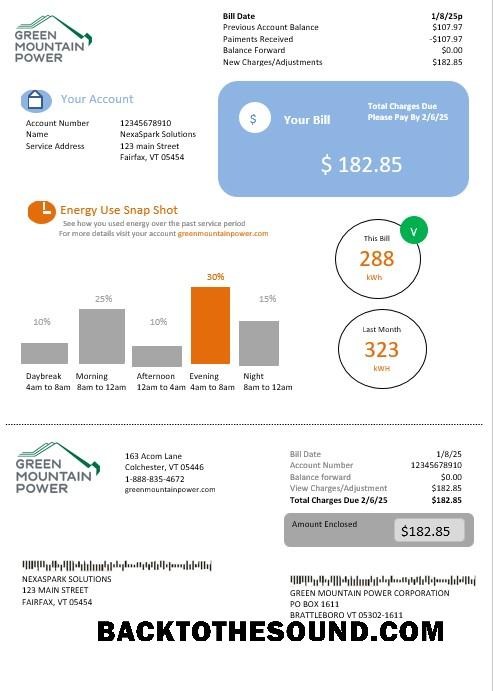 GREEN
MOUNTAIN
POWER
Bill Date 1/8/25p
Previous Account Balance $107.97
Paiments Received -$107.97
Balance Forward $0.00
New Charges/Adjustments $182.85
Your Account
Account Number 12345678910
Name NexaSpark Solutions
Service Address 123 main Street
Fairfax, VT 05454
$ Your Bill
Total Charges Due
Please Pay By 2/6/25
$ 182.85
Energy Use Snap Shot
See how you used energy over the past service period
For more details visit your account greenmountainpower.com
10% 25% 10% 30% 15%
Daybreak Morning Afternoon Evening Night
4am to 8am 8am to 12am 12am to 4am 4am to 8am 8am to 12am
V
This Bill
288
kWh
Last Month
323
kWH
GREEN
MOUNTAIN
POWER
163 Acom Lane
Colchester, VT 05446
1-888-835-4672
greenmountainpower.com
Bill Date 1/8/25
Account Number 12345678910
Balance forward $0.00
View Charges/Adjustment $182.85
Total Charges Due 2/6/25 $182.85
Amount Enclosed $182.85
NEXASPARK SOLUTIONS
123 MAIN STREET
FAIRFAX, VT 05454
GREEN MOUNTAIN POWER CORPORATION
PO BOX 1611
BRATTLEBORO VT 05302-1611
BACKTOTHESOUND.COM